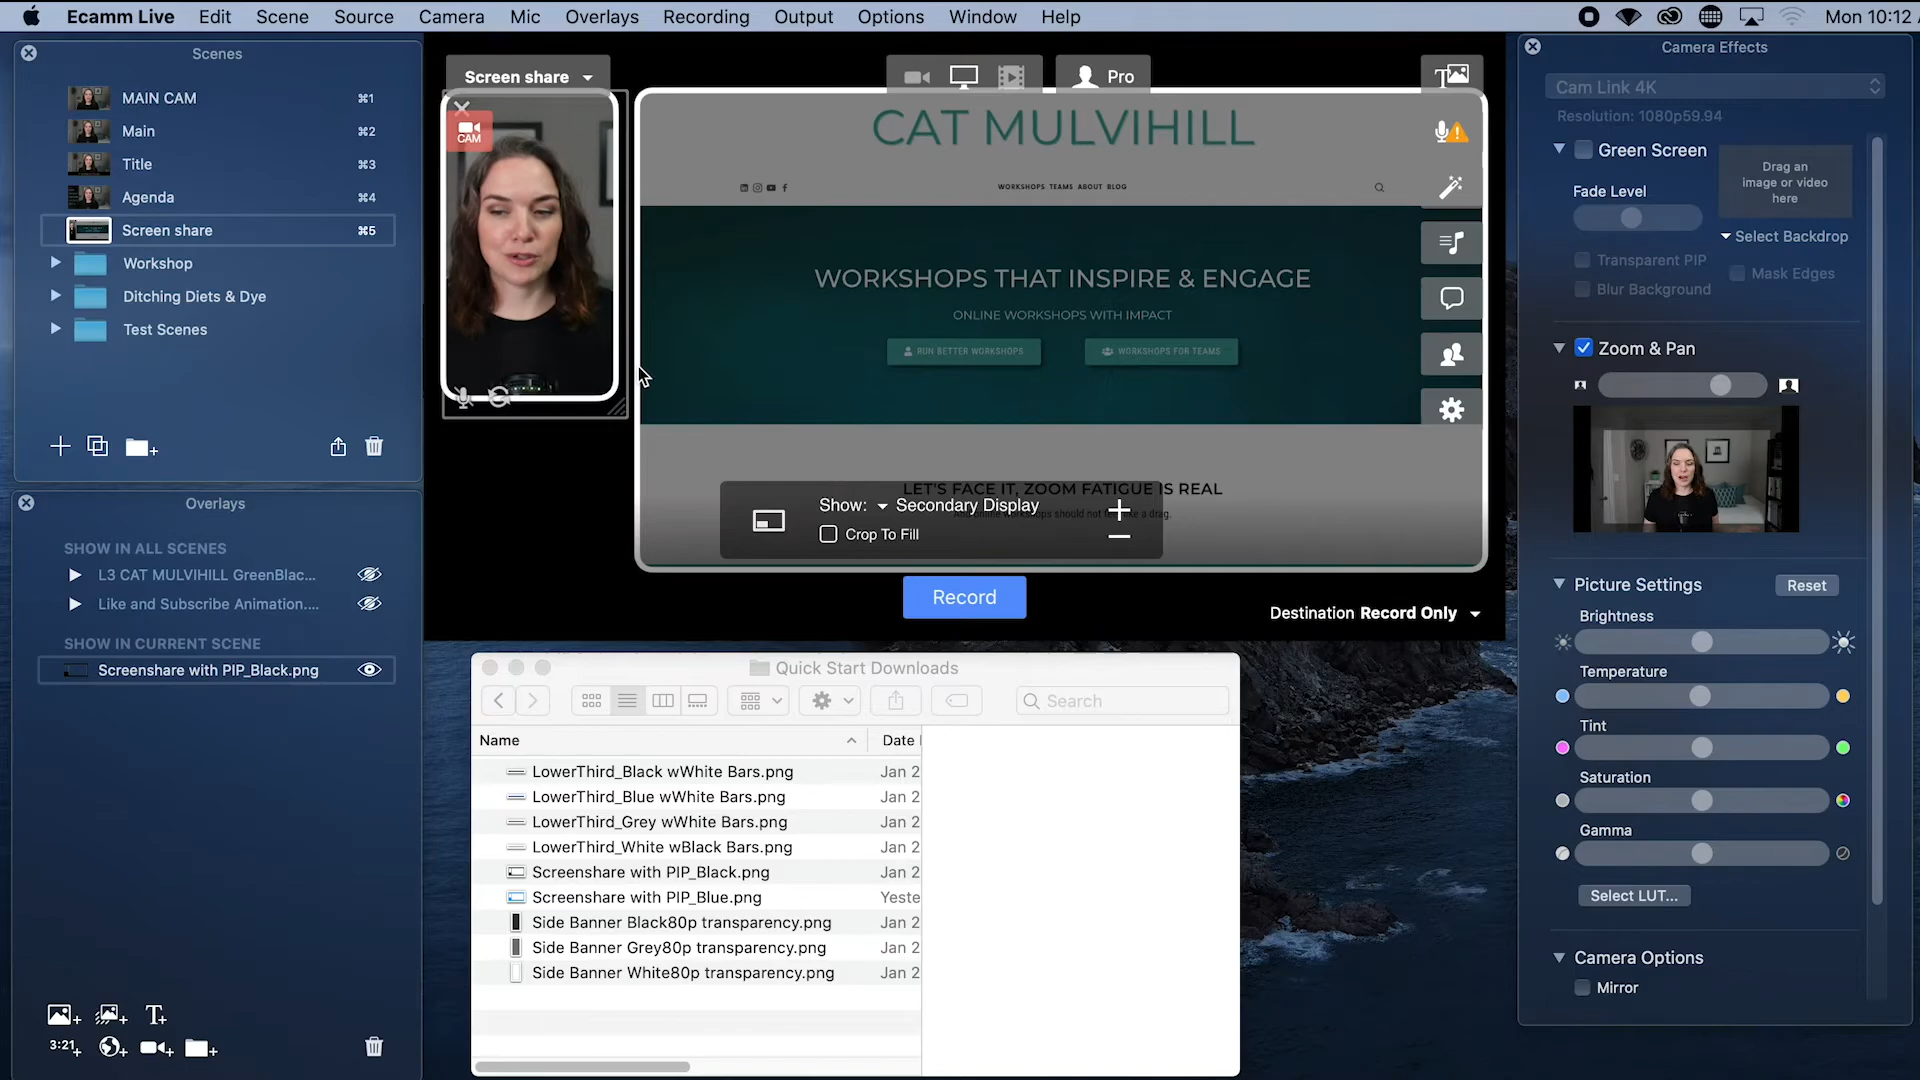 Ecamm Live Edit Scene Source Camera Mic Overlays Recording Output Options Window Help Mon 10:12
Scenes
MAIN CAM ⌘1
Main ⌘2
Title ⌘3
Agenda ⌘4
Screen share ⌘5
Workshop
Ditching Diets & Dye
Test Scenes
Overlays
SHOW IN ALL SCENES
L3 CAT MULVIHILL GreenBlac...
Like and Subscribe Animation....
SHOW IN CURRENT SCENE
Screenshare with PIP_Black.png
3:21+
Screen share
Pro
CAM
CAT MULVIHILL
WORKSHOPS TEAMS ABOUT BLOG
WORKSHOPS THAT INSPIRE & ENGAGE
ONLINE WORKSHOPS WITH IMPACT
RUN BETTER WORKSHOPS
WORKSHOPS FOR TEAMS
LET'S FACE IT, ZOOM FATIGUE IS REAL
Show: Secondary Display
Crop To Fill
Record
Destination Record Only
Quick Start Downloads
Search
Name Date
LowerThird_Black wWhite Bars.png Jan 2
LowerThird_Blue wWhite Bars.png Jan 2
LowerThird_Grey wWhite Bars.png Jan 2
LowerThird_White wBlack Bars.png Jan 2
Screenshare with PIP_Black.png Jan 2
Screenshare with PIP_Blue.png Yeste
Side Banner Black80p transparency.png Jan 2
Side Banner Grey80p transparency.png Jan 2
Side Banner White80p transparency.png Jan 2
Camera Effects
Cam Link 4K
Resolution: 1080p59.94
Green Screen
Fade Level
Drag an
image or video
here
Select Backdrop
Transparent PIP
Mask Edges
Blur Background
Zoom & Pan
Picture Settings
Reset
Brightness
Temperature
Tint
Saturation
Gamma
Select LUT...
Camera Options
Mirror